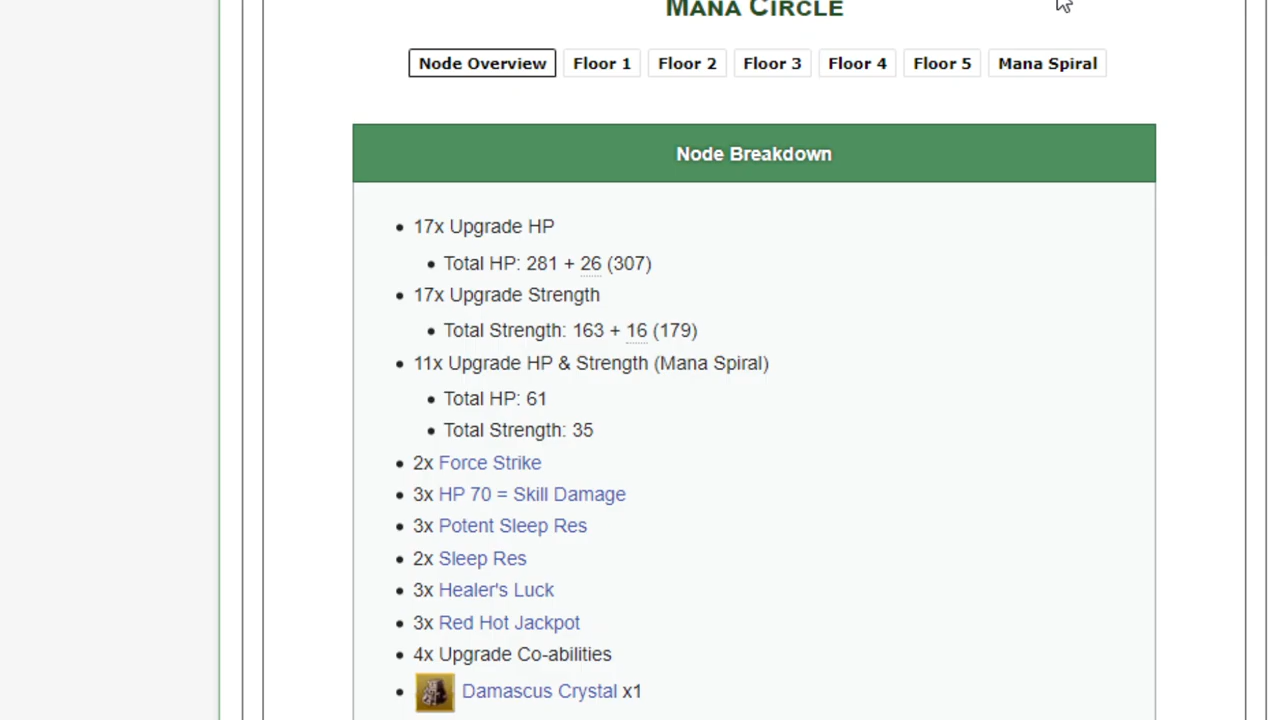 MANA CIRCLE
Node Overview Floor 1 Floor 2 Floor 3 Floor 4 Floor 5 Mana Spiral
Node Breakdown
17x Upgrade HP
Total HP: 281 + 26 (307)
17x Upgrade Strength
Total Strength: 163 + 16 (179)
11x Upgrade HP & Strength (Mana Spiral)
Total HP: 61
Total Strength: 35
2x Force Strike
3x HP 70 = Skill Damage
3x Potent Sleep Res
2x Sleep Res
3x Healer's Luck
3x Red Hot Jackpot
4x Upgrade Co-abilities
Damascus Crystal x1